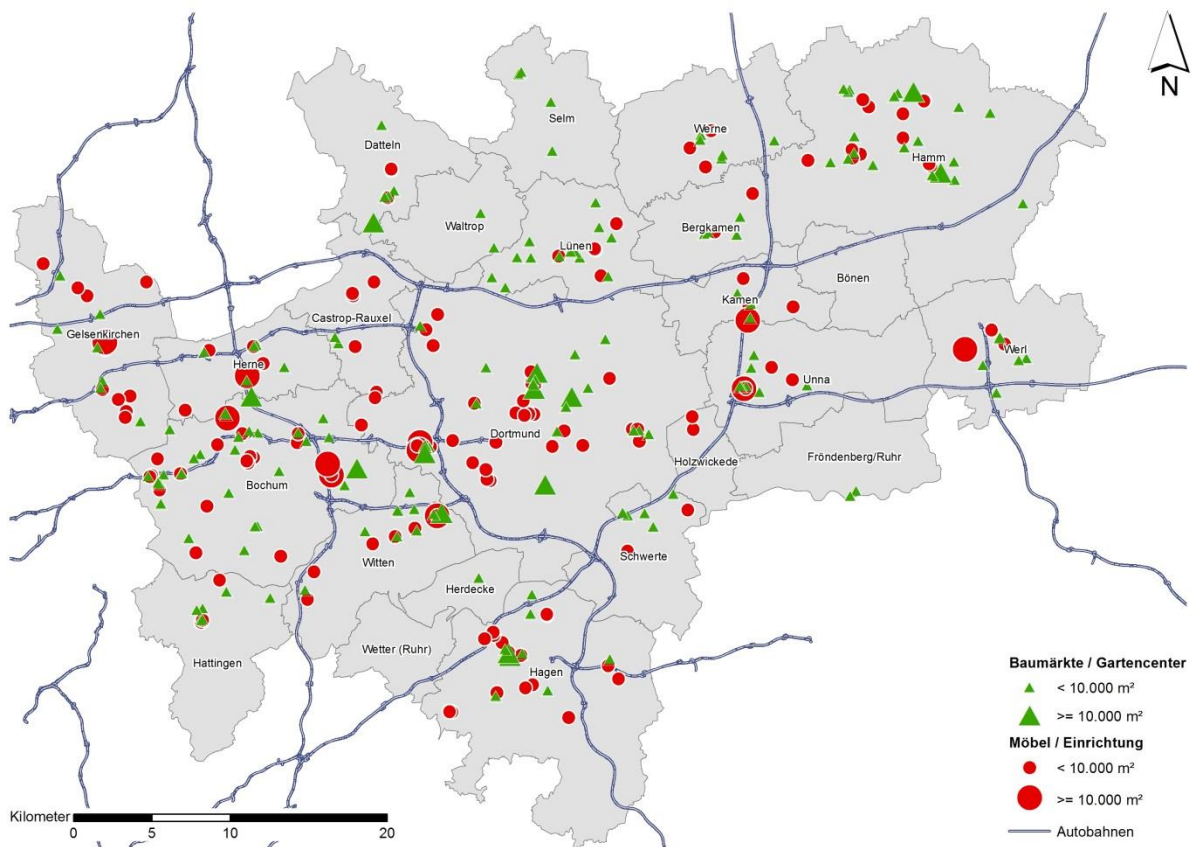 N
Selm
Datteln
Werne
Hamm
Waltrop
Lünen
Bergkamen
Bönen
Kamen
Castrop-Rauxel
Gelsenkirchen
Werl
Herne
Unna
Dortmund
Holzwickede
Fröndenberg/Ruhr
Bochum
Schwerte
Witten
Herdecke
Wetter (Ruhr)
Hattingen
Hagen
Baumärkte / Gartencenter
< 10.000 m²
>= 10.000 m²
Möbel / Einrichtung
< 10.000 m²
>= 10.000 m²
Autobahnen
Kilometer
0 5 10 20